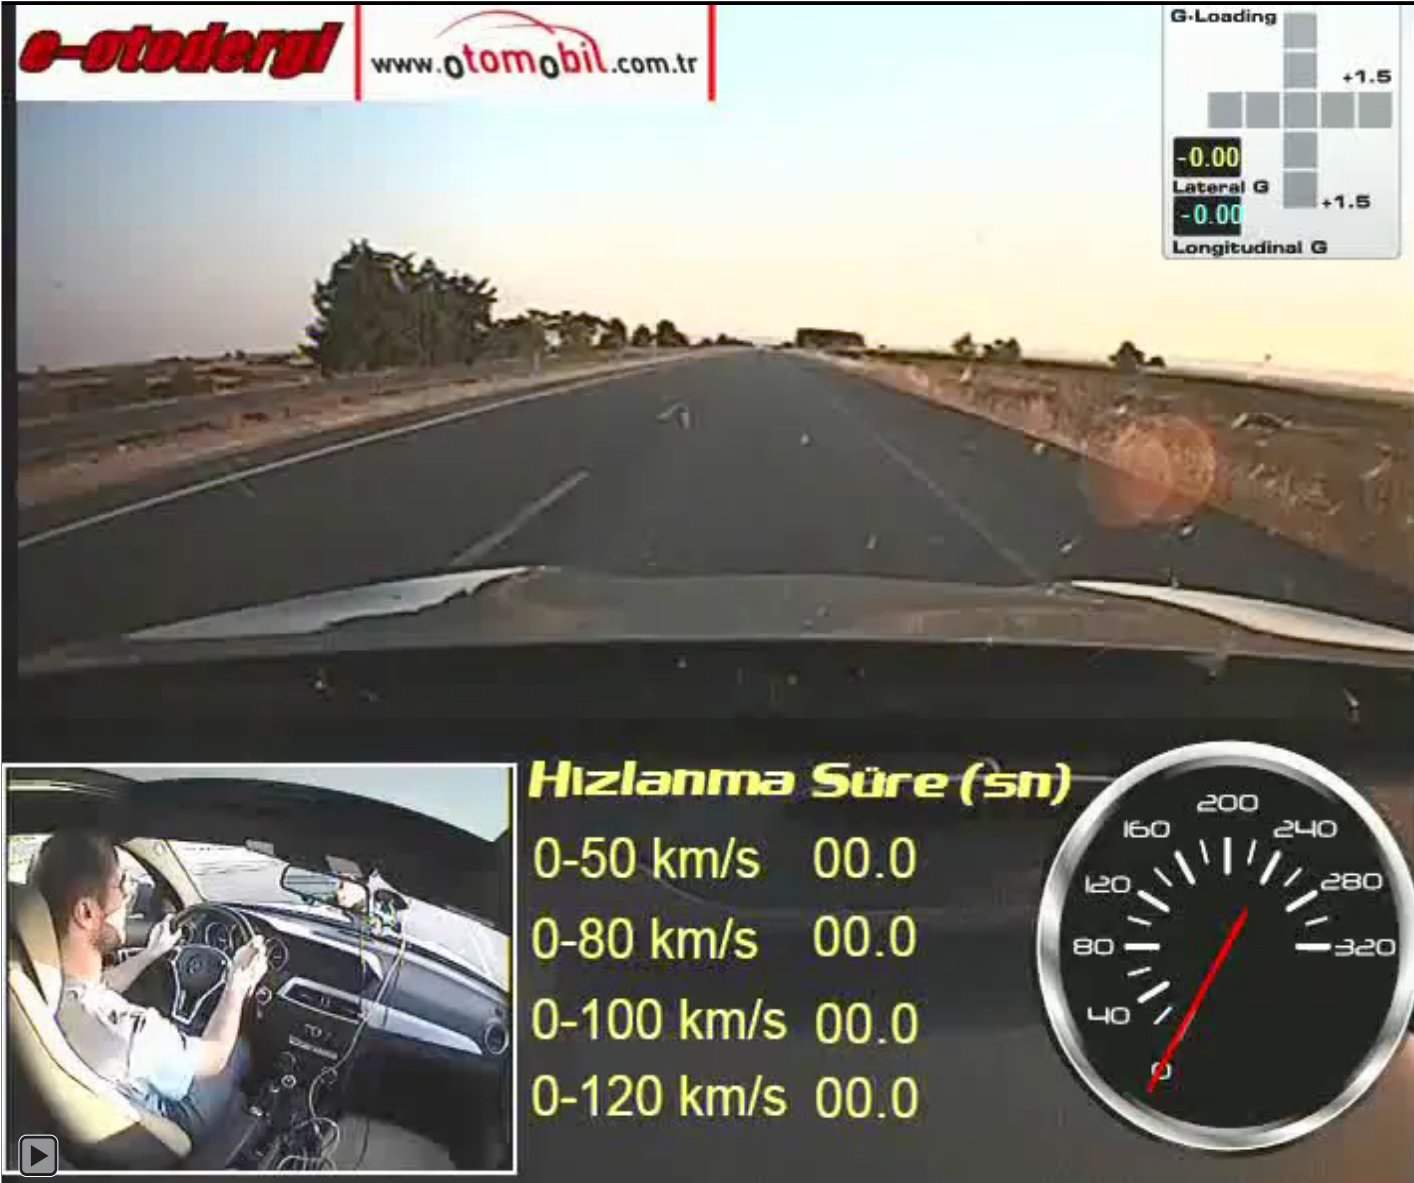 e-otodergi
www.otomobil.com.tr
G-Loading
+1.5
-0.00
Lateral G
-0.00
+1.5
Longitudinal G
Hızlanma Süre (sn)
0-50 km/s 00.0
0-80 km/s 00.0
0-100 km/s 00.0
0-120 km/s 00.0
200
160 240
120 280
80 320
40
0